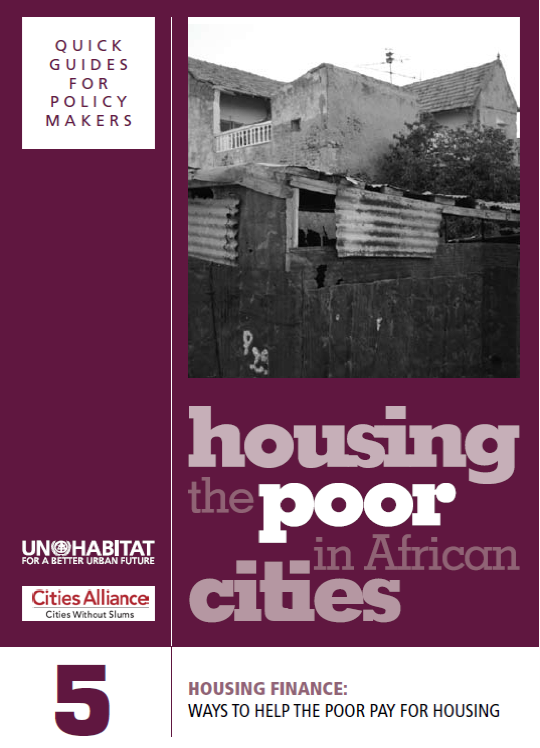 QUICK
GUIDES
FOR
POLICY
MAKERS
housing
the poor
in African
cities
UN HABITAT
FOR A BETTER URBAN FUTURE
Cities Alliance
Cities Without Slums
5
HOUSING FINANCE:
WAYS TO HELP THE POOR PAY FOR HOUSING